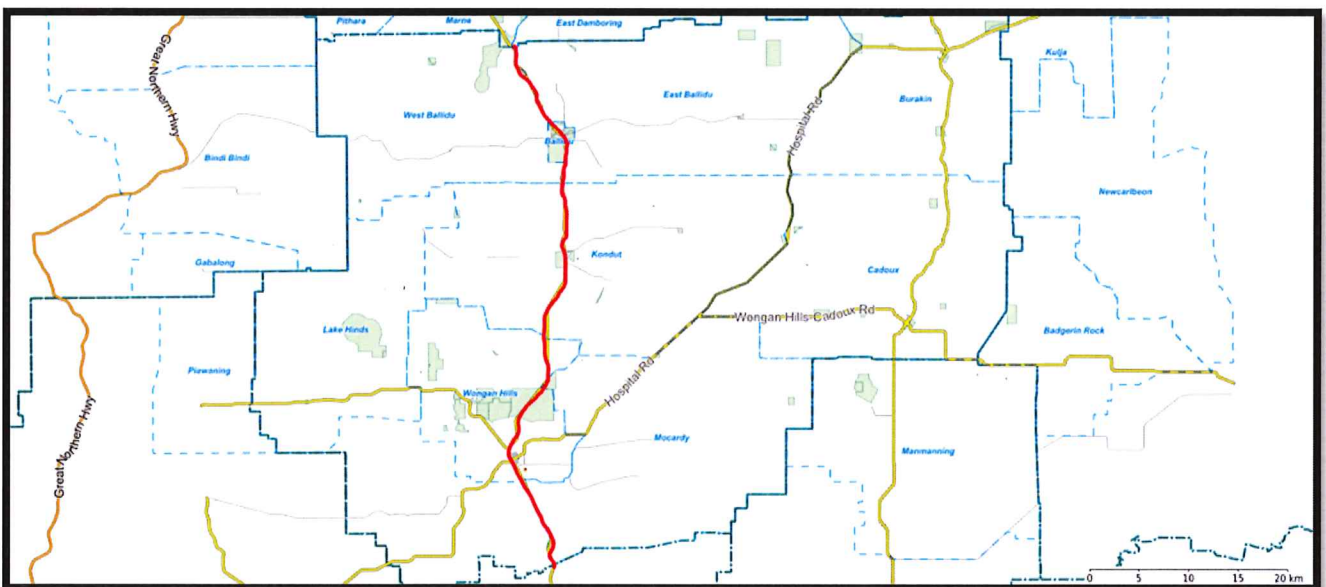 Pithara
Marne
East Damboring
Kulja
Great Northern Hwy
East Ballidu
Burakin
West Ballidu
Hospital Rd
Ballidu
Bindi Bindi
Newcarlbeon
Kondut
Gabalong
Cadoux
Wongan Hills-Cadoux Rd
Lake Hinds
Badgerin Rock
Piawaning
Hospital Rd
Wongan Hills
Great Northern Hwy
Mocardy
Manmanning
0 5 10 15 20 km